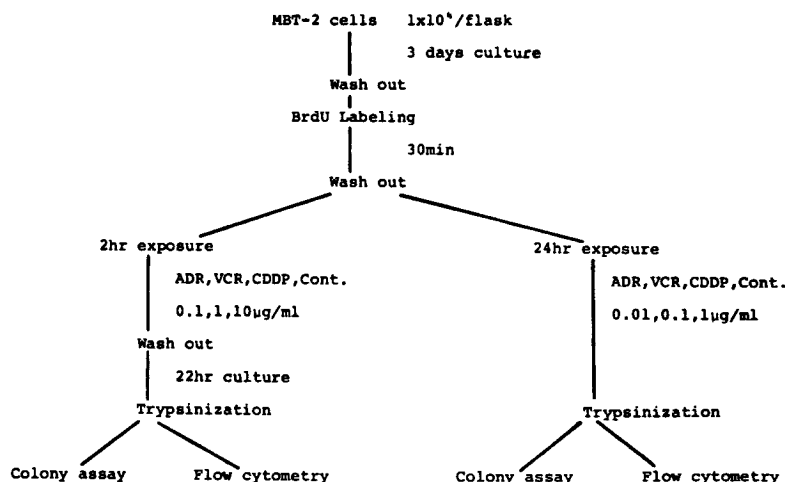 MBT-2 cells 1x10⁴/flask
3 days culture
Wash out
BrdU Labeling
30min
Wash out
2hr exposure
ADR,VCR,CDDP,Cont.
0.1,1,10μg/ml
Wash out
22hr culture
Trypsinization
Colony assay Flow cytometry
24hr exposure
ADR,VCR,CDDP,Cont.
0.01,0.1,1μg/ml
Trypsinization
Colony assay Flow cytometry